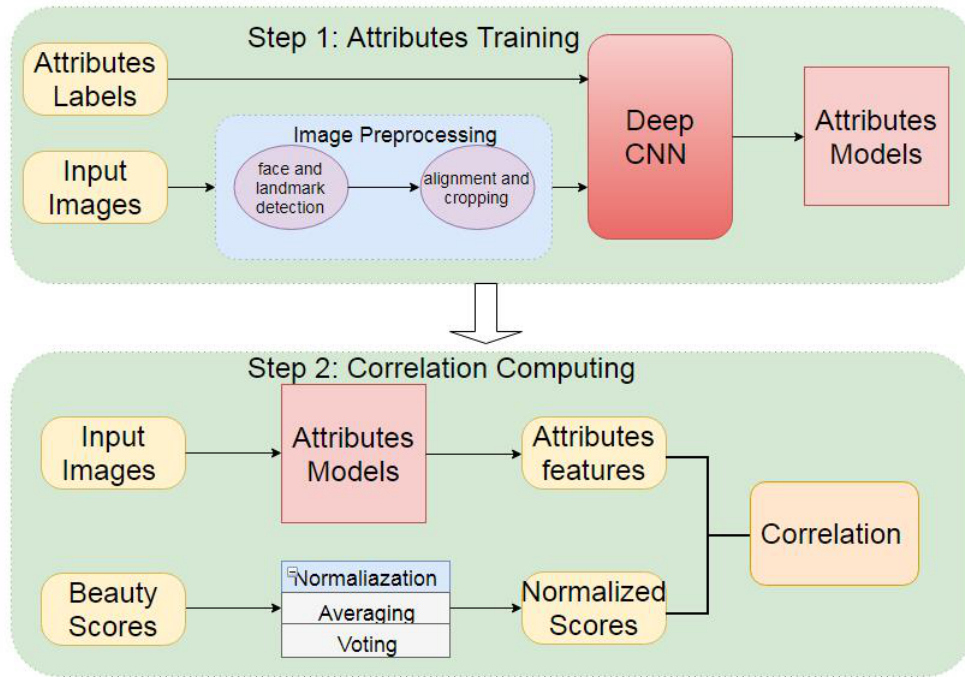 Step 1: Attributes Training
Attributes
Labels
Input
Images
Image Preprocessing
face and
landmark
detection
alignment and
cropping
Deep
CNN
Attributes
Models
Step 2: Correlation Computing
Input
Images
Attributes
Models
Attributes
features
Beauty
Scores
Normaliazation
Averaging
Voting
Normalized
Scores
Correlation